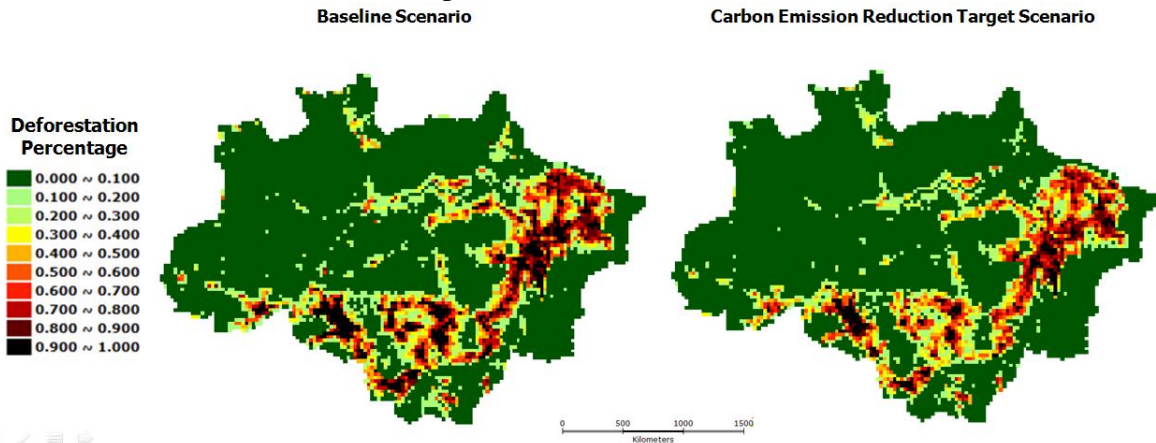 Baseline Scenario
Carbon Emission Reduction Target Scenario
Deforestation
Percentage
0.000 ~ 0.100
0.100 ~ 0.200
0.200 ~ 0.300
0.300 ~ 0.400
0.400 ~ 0.500
0.500 ~ 0.600
0.600 ~ 0.700
0.700 ~ 0.800
0.800 ~ 0.900
0.900 ~ 1.000
0 500 1000 1500
Kilometers